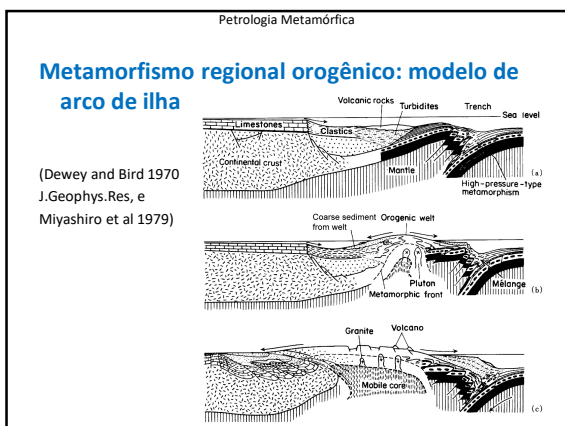 Petrologia Metamórfica
Metamorfismo regional orogênico: modelo de
arco de ilha
(Dewey and Bird 1970
J.Geophys.Res, e
Miyashiro et al 1979)
Volcanic rocks
Turbidites
Trench
Sea level
Limestones
Clastics
Continental crust
Mantle
High-pressure-type
metamorphism
(a)
Coarse sediment
from welt
Orogenic welt
Pluton
Metamorphic front
Mélange
(b)
Granite
Volcano
Mobile core
(c)